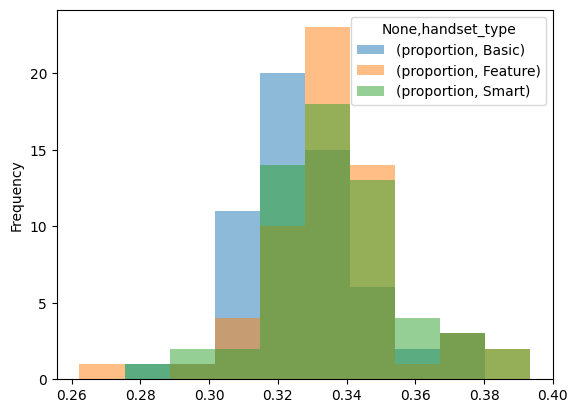 None,handset_type
(proportion, Basic)
(proportion, Feature)
(proportion, Smart)
Frequency
20
15
10
5
0
0.26 0.28 0.30 0.32 0.34 0.36 0.38 0.40